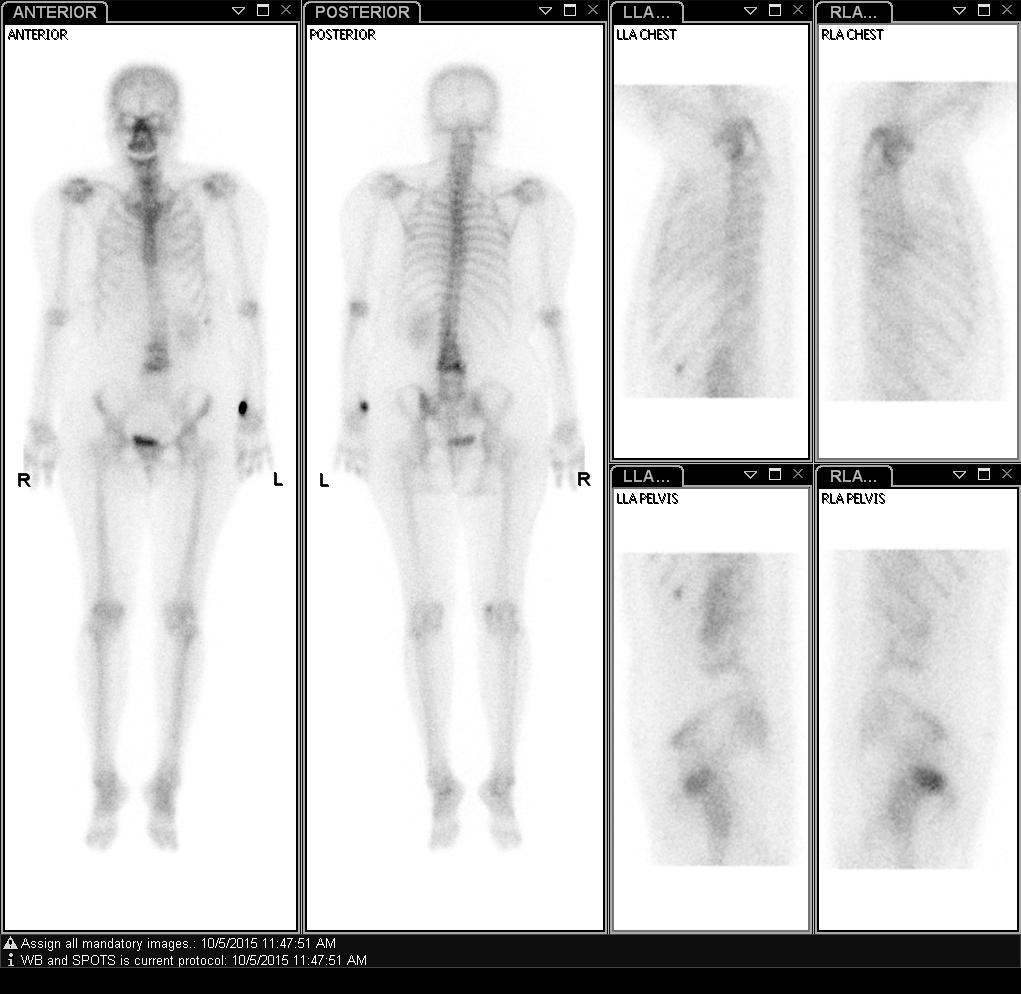 ANTERIOR
POSTERIOR
LLA...
RLA...
ANTERIOR
POSTERIOR
LLA CHEST
RLA CHEST
R
L
L
R
LLA...
RLA...
LLA PELVIS
RLA PELVIS
Assign all mandatory images.: 10/5/2015 11:47:51 AM
WB and SPOTS is current protocol: 10/5/2015 11:47:51 AM